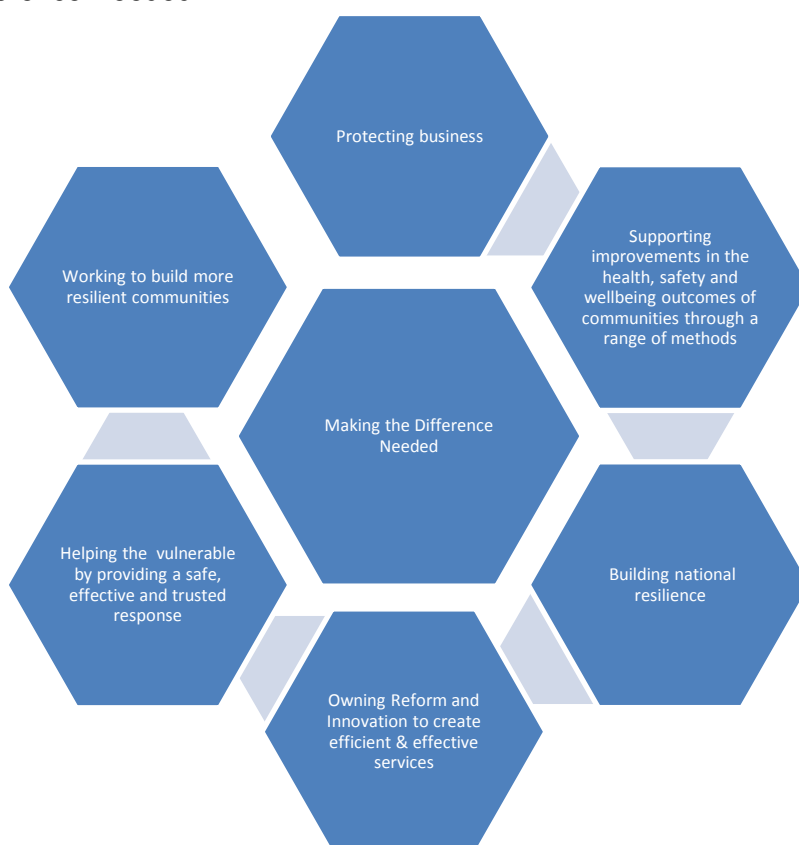 Protecting business
Supporting
improvements in the
health, safety and
wellbeing outcomes of
communities through a
range of methods
Working to build more
resilient communities
Making the Difference
Needed
Helping the  vulnerable
by providing a safe,
effective and trusted
response
Building national
resilience
Owning Reform and
Innovation to create
efficient & effective
services